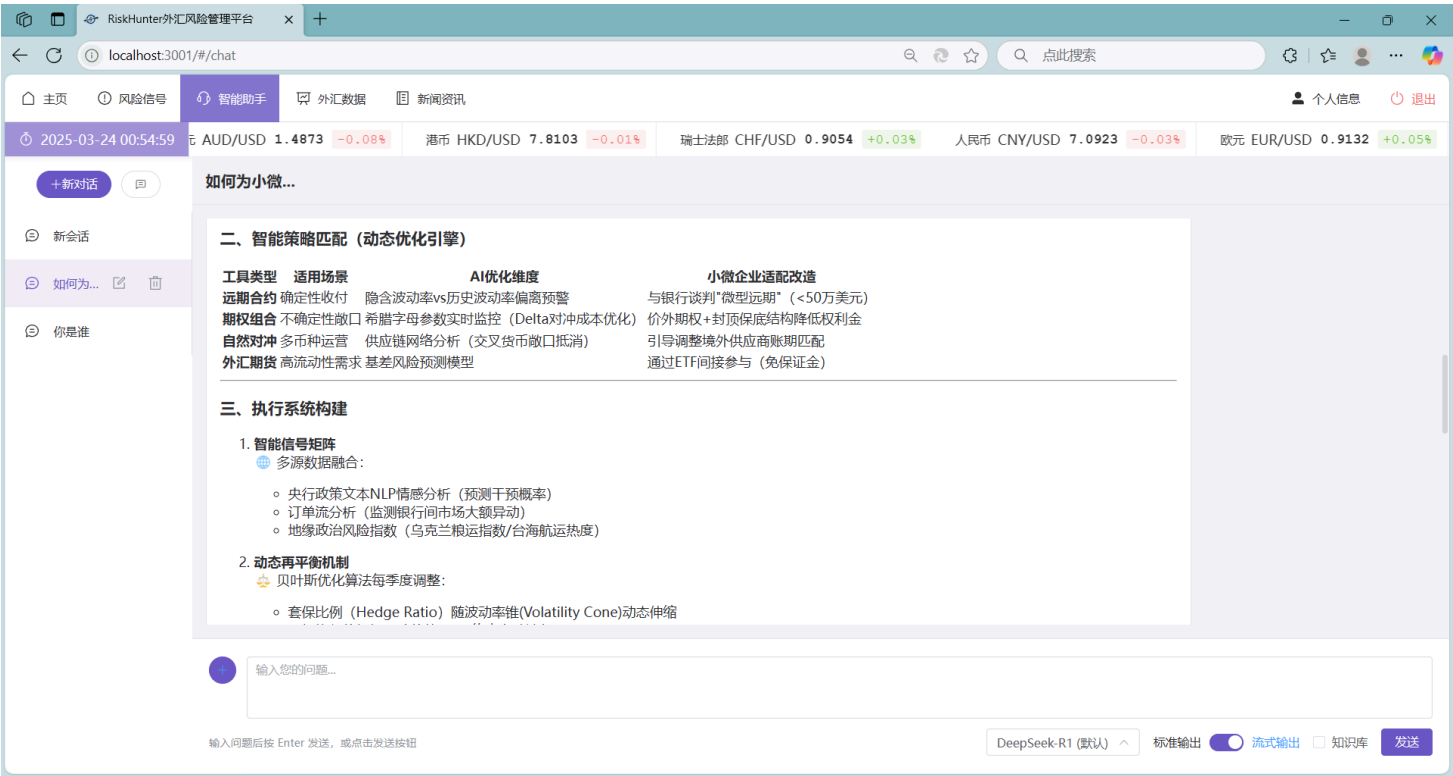 RiskHunter外汇风险管理平台
localhost:3001/#/chat
点此搜索
主页 风险信号 智能助手 外汇数据 新闻资讯 个人信息 退出
2025-03-24 00:54:59 AUD/USD 1.4873 -0.08% 港币 HKD/USD 7.8103 -0.01% 瑞士法郎 CHF/USD 0.9054 +0.03% 人民币 CNY/USD 7.0923 -0.03% 欧元 EUR/USD 0.9132 +0.05%
+新对话
如何为小微...
新会话
如何为...
你是谁
二、智能策略匹配（动态优化引擎）
工具类型 适用场景 AI优化维度 小微企业适配改造
远期合约 确定性收付 隐含波动率vs历史波动率偏离预警 与银行谈判"微型远期"（<50万美元）
期权组合 不确定性敞口 希腊字母参数实时监控（Delta对冲成本优化） 价外期权+封顶保底结构降低权利金
自然对冲 多币种运营 供应链网络分析（交叉货币敞口抵消） 引导调整境外供应商账期匹配
外汇期货 高流动性需求 基差风险预测模型 通过ETF间接参与（免保证金）
三、执行系统构建
1. 智能信号矩阵
🌐 多源数据融合：
央行政策文本NLP情感分析（预测干预概率）
订单流分析（监测银行间市场大额异动）
地缘政治风险指数（乌克兰粮运指数/台海航运热度）
2. 动态再平衡机制
⚖️ 贝叶斯优化算法每季度调整：
套保比例（Hedge Ratio）随波动率锥(Volatility Cone)动态伸缩
输入您的问题...
输入问题后按 Enter 发送，或点击发送按钮
DeepSeek-R1 (默认) 标准输出 流式输出 知识库 发送